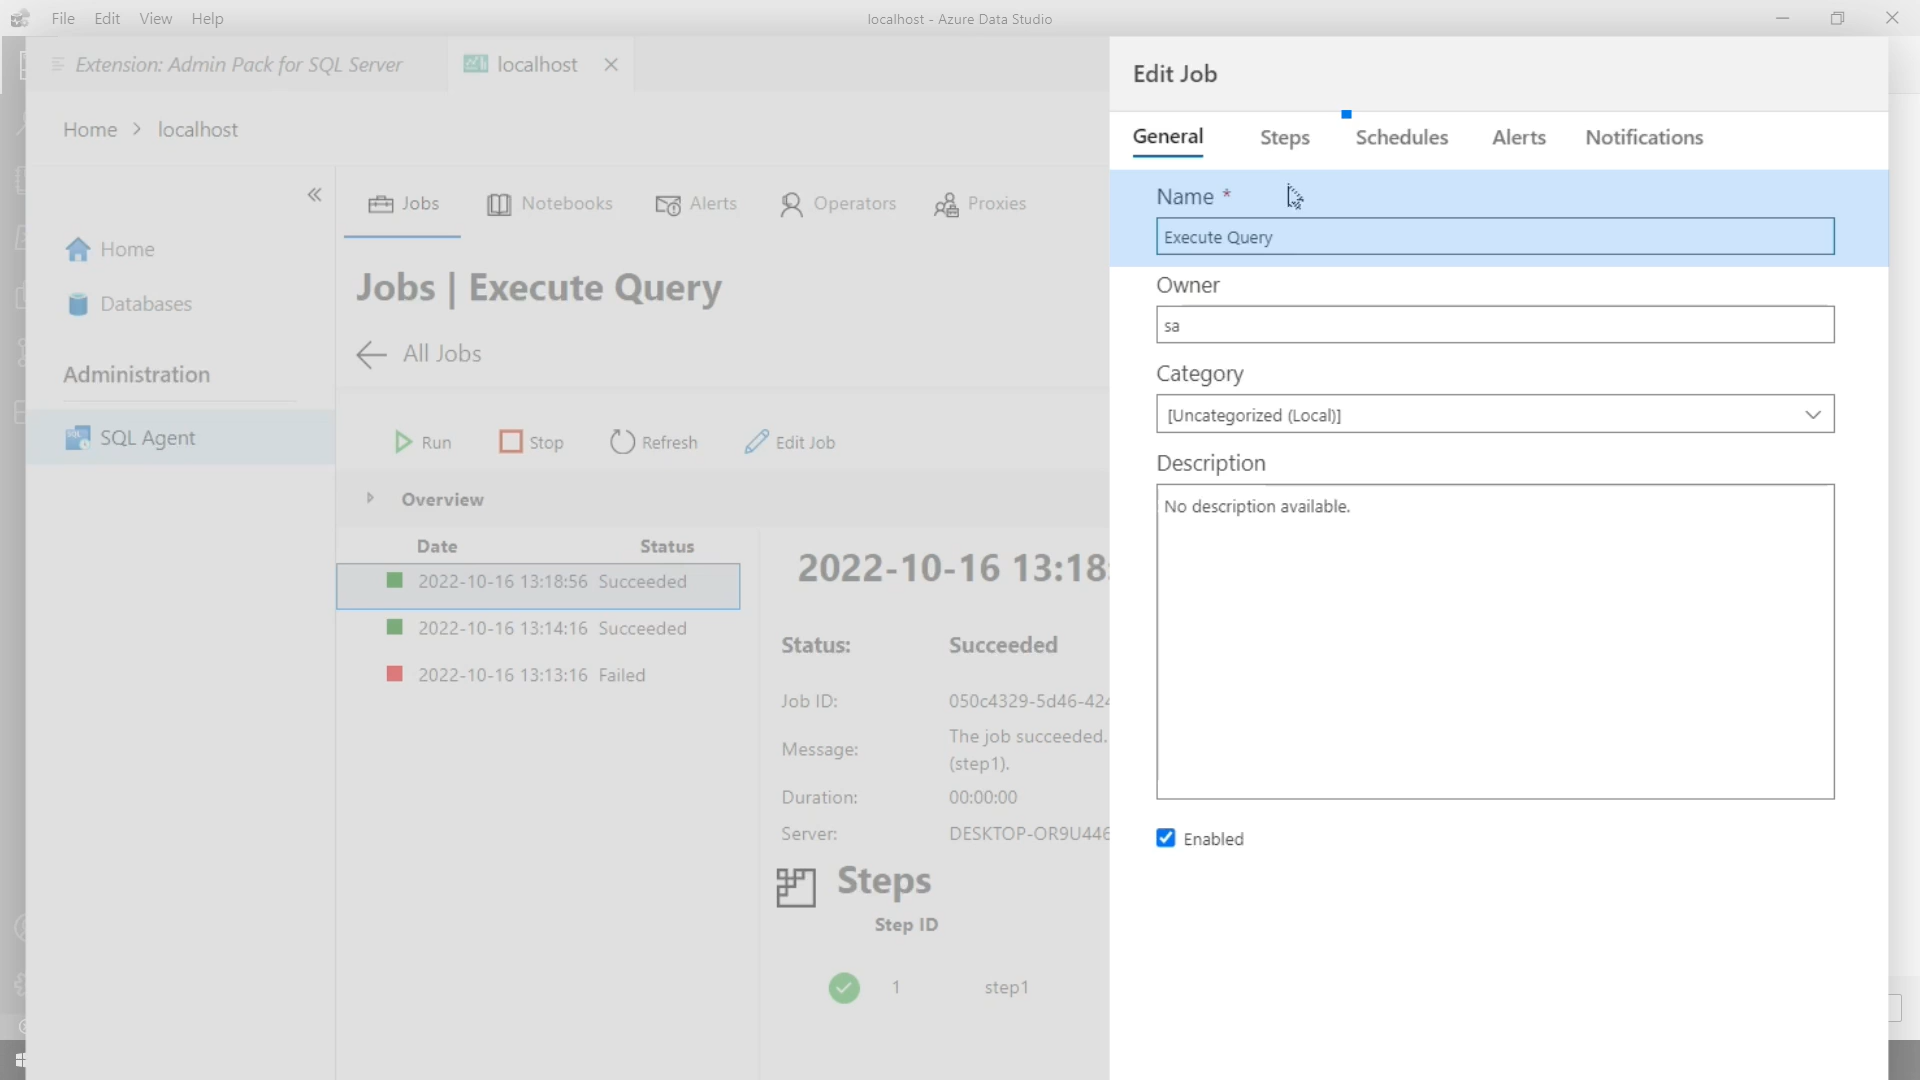 File Edit View Help
localhost - Azure Data Studio
Extension: Admin Pack for SQL Server
localhost
Home > localhost
Home
Databases
Administration
SQL Agent
Jobs
Notebooks
Alerts
Operators
Proxies
Jobs | Execute Query
All Jobs
Run
Stop
Refresh
Edit Job
Overview
Date Status
2022-10-16 13:18:56 Succeeded
2022-10-16 13:14:16 Succeeded
2022-10-16 13:13:16 Failed
2022-10-16 13:18:
Status: Succeeded
Job ID: 050c4329-5d46-424
Message: The job succeeded.
(step1).
Duration: 00:00:00
Server: DESKTOP-OR9U446
Steps
Step ID
1 step1
Edit Job
General Steps Schedules Alerts Notifications
Name *
Execute Query
Owner
sa
Category
[Uncategorized (Local)]
Description
No description available.
Enabled